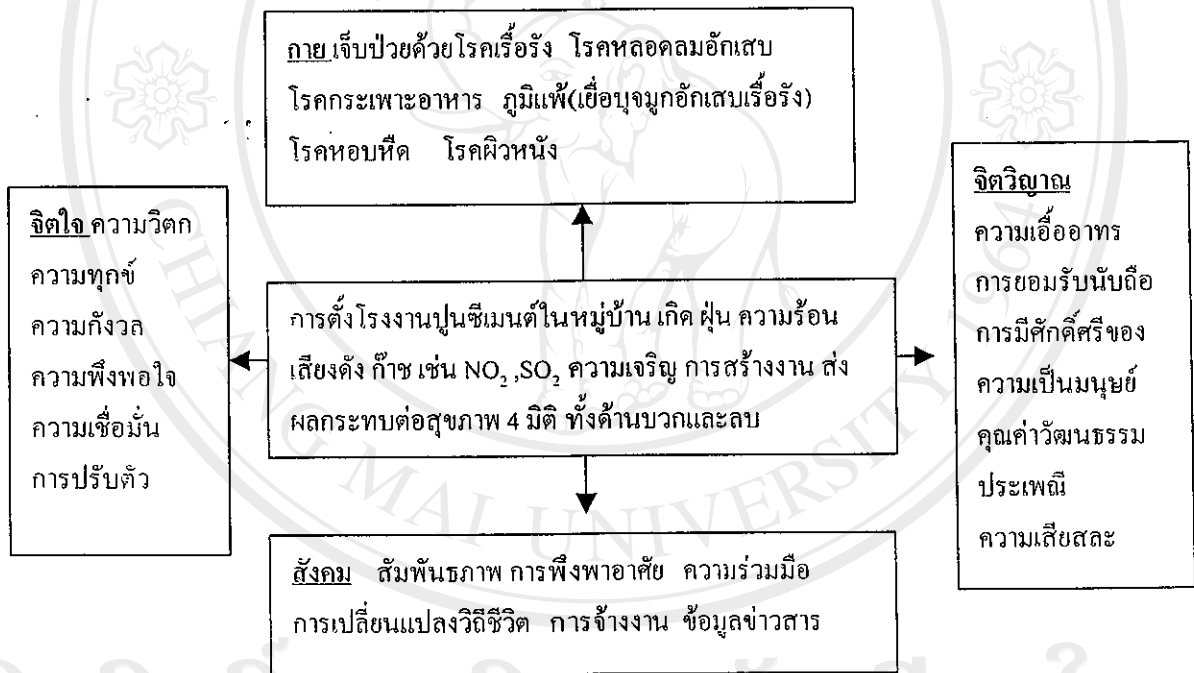 กาย เจ็บป่วยด้วยโรคเรื้อรัง โรคหลอดลมอักเสบ
โรคกระเพาะอาหาร ภูมิแพ้(เยื่อบุจมูกอักเสบเรื้อรัง)
โรคหอบหืด โรคผิวหนัง
จิตใจ ความวิตก
ความทุกข์
ความกังวล
ความพึงพอใจ
ความเชื่อมั่น
การปรับตัว
การตั้งโรงงานปูนซีเมนต์ในหมู่บ้าน เกิด ฝุ่น ความร้อน
เสียงดัง ก๊าซ เช่น NO₂ ,SO₂ ความเจริญ การสร้างงาน ส่ง
ผลกระทบต่อสุขภาพ 4 มิติ ทั้งด้านบวกและลบ
จิตวิญาณ
ความเอื้ออาทร
การยอมรับนับถือ
การมีศักดิ์ศรีของ
ความเป็นมนุษย์
คุณค่าวัฒนธรรม
ประเพณี
ความเสียสละ
สังคม สัมพันธภาพ การพึ่งพาอาศัย ความร่วมมือ
การเปลี่ยนแปลงวิถีชีวิต การจ้างงาน ข้อมูลข่าวสาร
CHIANG MAI UNIVERSITY 1964